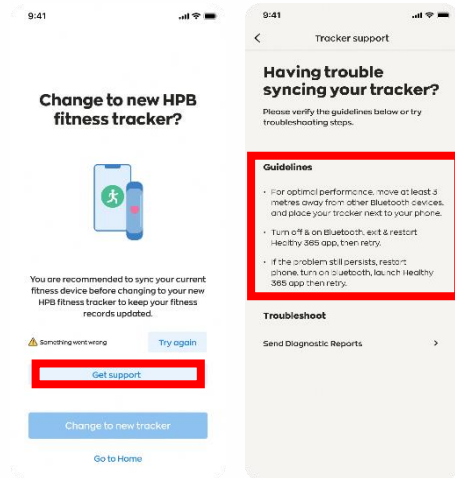 9:41
Change to new HPB
fitness tracker?
You are recommended to sync your current
fitness device before changing to your new
HPB fitness tracker to keep your fitness
records updated.
Something went wrong
Try again
Get support
Change to new tracker
Go to Home
9:41
Tracker support
Having trouble
syncing your tracker?
Please verify the guidelines below or try
troubleshooting steps.
Guidelines
• For optimal performance, move at least 3
metres away from other Bluetooth devices,
and place your tracker next to your phone.
• Turn off & on Bluetooth, exit & restart
Healthy 365 app, then retry.
• If the problem still persists, restart
phone, turn on bluetooth, launch Healthy
365 app then retry.
Troubleshoot
Send Diagnostic Reports